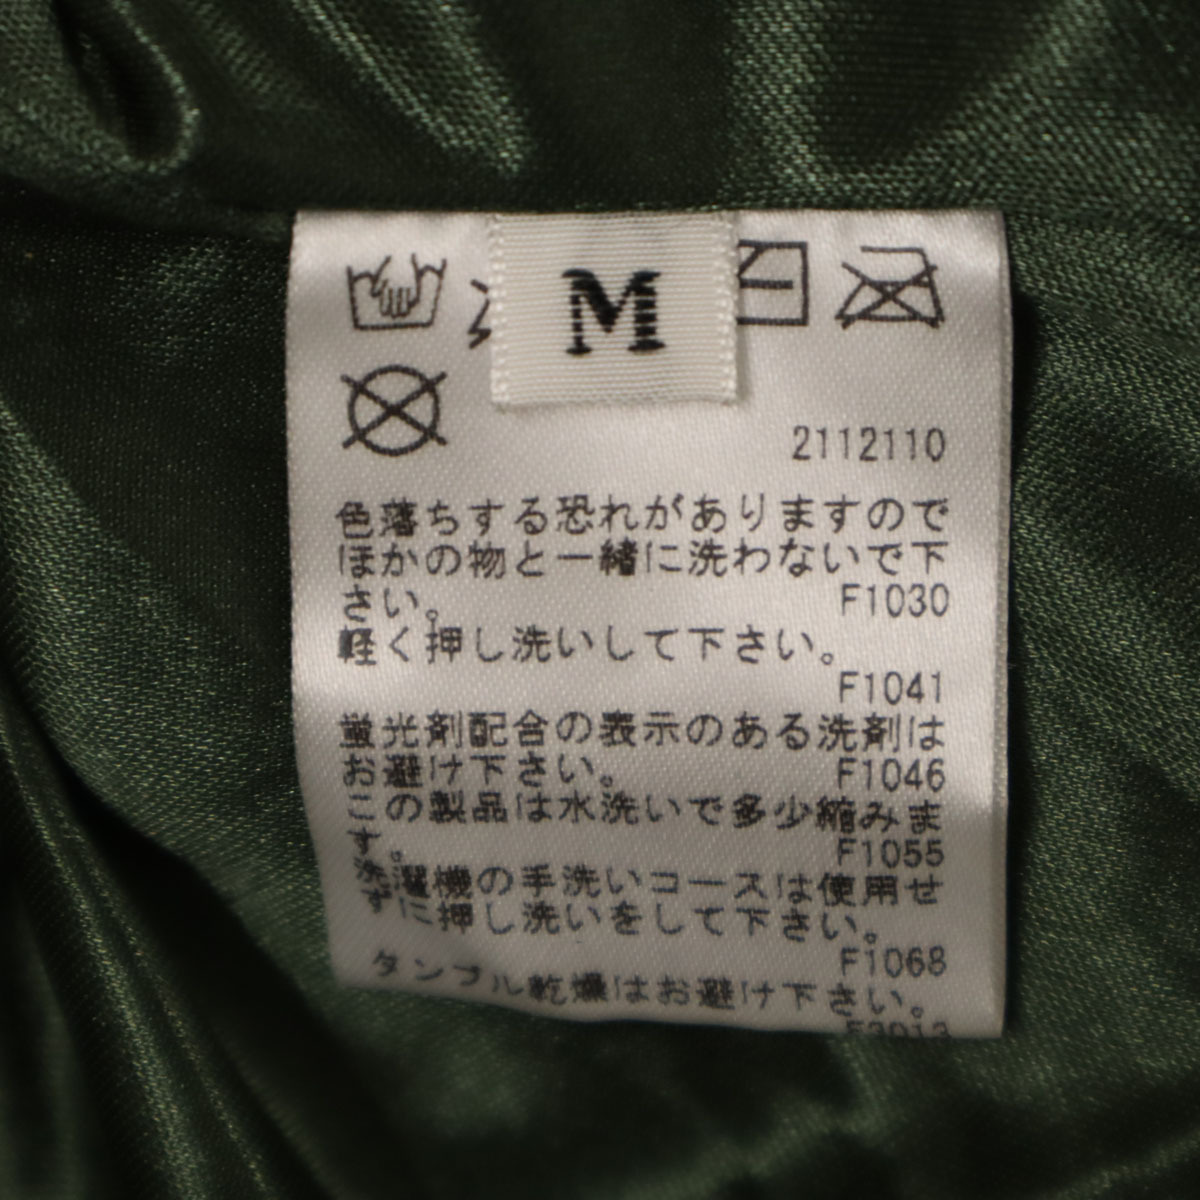 M
2112110
色落ちする恐れがありますので
ほかの物と一緒に洗わないで下
さい。 F1030
軽く押し洗いして下さい。
F1041
蛍光剤配合の表示のある洗剤は
お避け下さい。 F1046
この製品は水洗いで多少縮みま
す。 F1055
洗濯機の手洗いコースは使用せ
ずに押し洗いをして下さい。
F1068
タンブル乾燥はお避け下さい。